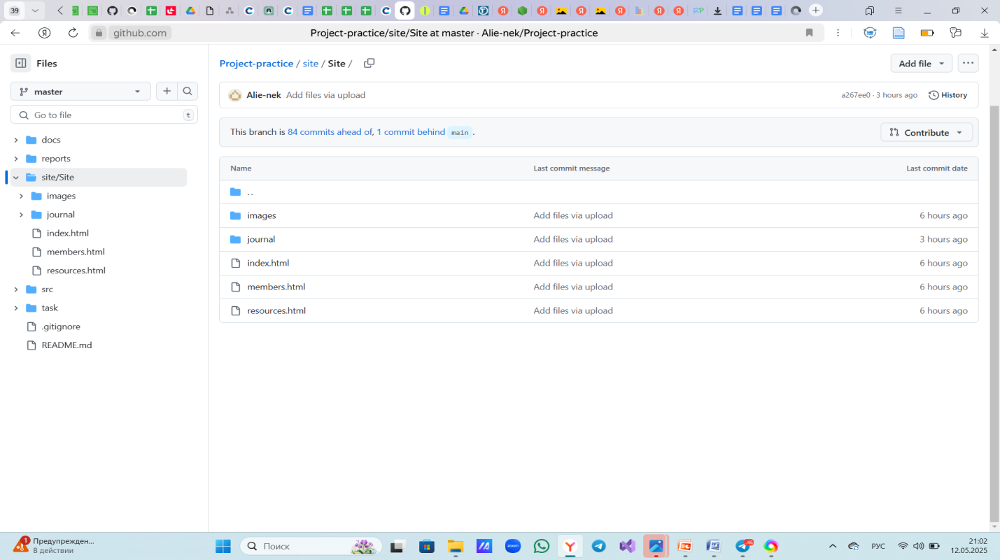 39
github.com
Project-practice/site/Site at master · Alie-nek/Project-practice
Files
master
Go to file
t
docs
reports
site/Site
images
journal
index.html
members.html
resources.html
src
task
.gitignore
README.md
Project-practice / site / Site /
Add file
Alie-nek Add files via upload
a267ee0 · 3 hours ago
History
This branch is 84 commits ahead of, 1 commit behind main .
Contribute
Name Last commit message Last commit date
..
images Add files via upload 6 hours ago
journal Add files via upload 3 hours ago
index.html Add files via upload 6 hours ago
members.html Add files via upload 6 hours ago
resources.html Add files via upload 6 hours ago
1
Предупрежден...
В действии
Поиск
zoom
46
РУС
21:02
12.05.2025